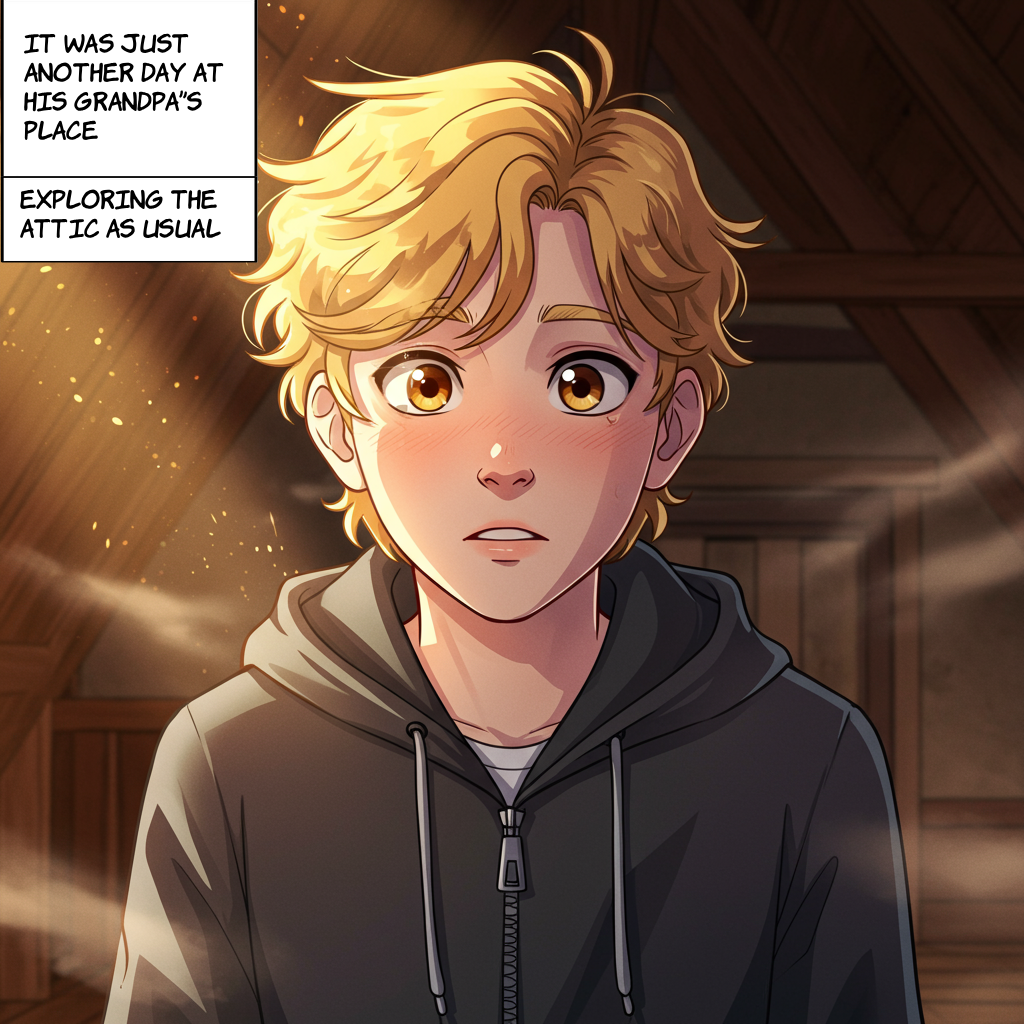 IT WAS JUST
ANOTHER DAY AT
HIS GRANDPA"S
PLACE
EXPLORING THE
ATTIC AS USUAL